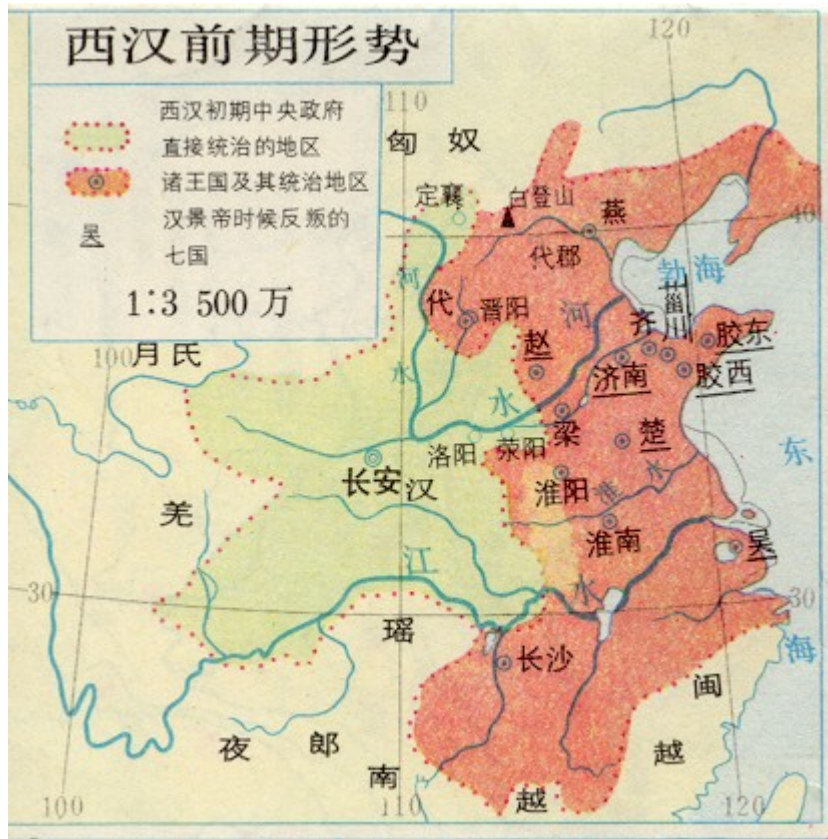 西汉前期形势
西汉初期中央政府
直接统治的地区
诸王国及其统治地区
吴
汉景帝时候反叛的
七国
1:3 500万
120
110
匈 奴
定襄
白登山
燕
40
代郡
勃海
河
代
晋阳
河
齐
菑川
胶东
赵
100
月氏
水
济南
胶西
水
梁
楚
洛阳
荥阳
东
长安
汉
淮阳
淮
水
羌
淮南
吴
江
水
30
30
瑶
海
长沙
闽
夜 郎
越
南
越
100
110
120